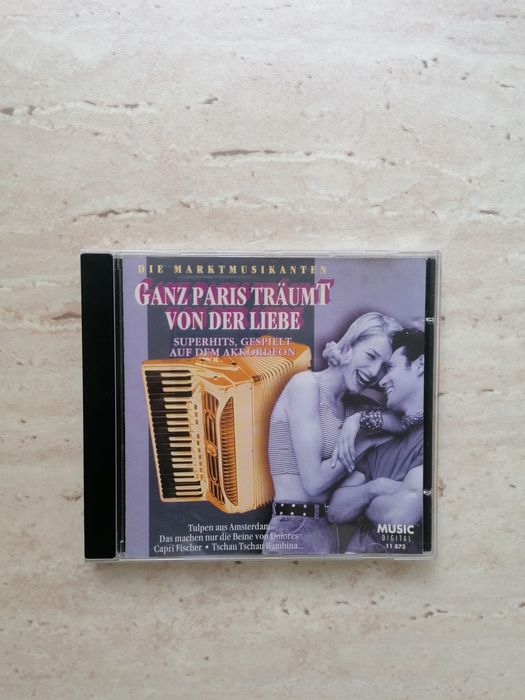 DIE MARKTMUSIKANTEN
GANZ PARIS TRÄUMT
VON DER LIEBE
SUPERHITS, GESPIELT
AUF DEM AKKORDEON
Tulpen aus Amsterdam
Das machen nur die Beine von Dolores
Capri Fischer • Tschau Tschau Bambina...
MUSIC
DIGITAL
11 873